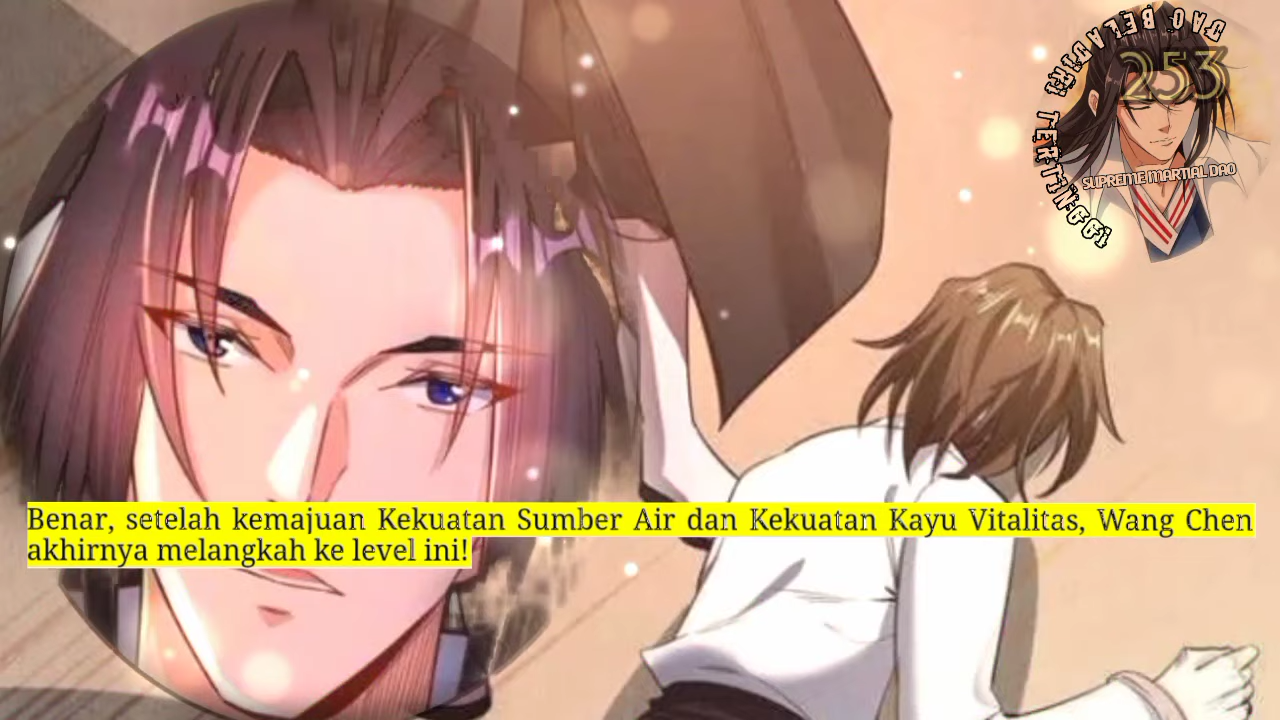 DAO BELADIRI TERTINGGI
253
SUPREME MARTIAL DAO
Benar, setelah kemajuan Kekuatan Sumber Air dan Kekuatan Kayu Vitalitas, Wang Chen
akhirnya melangkah ke level ini!